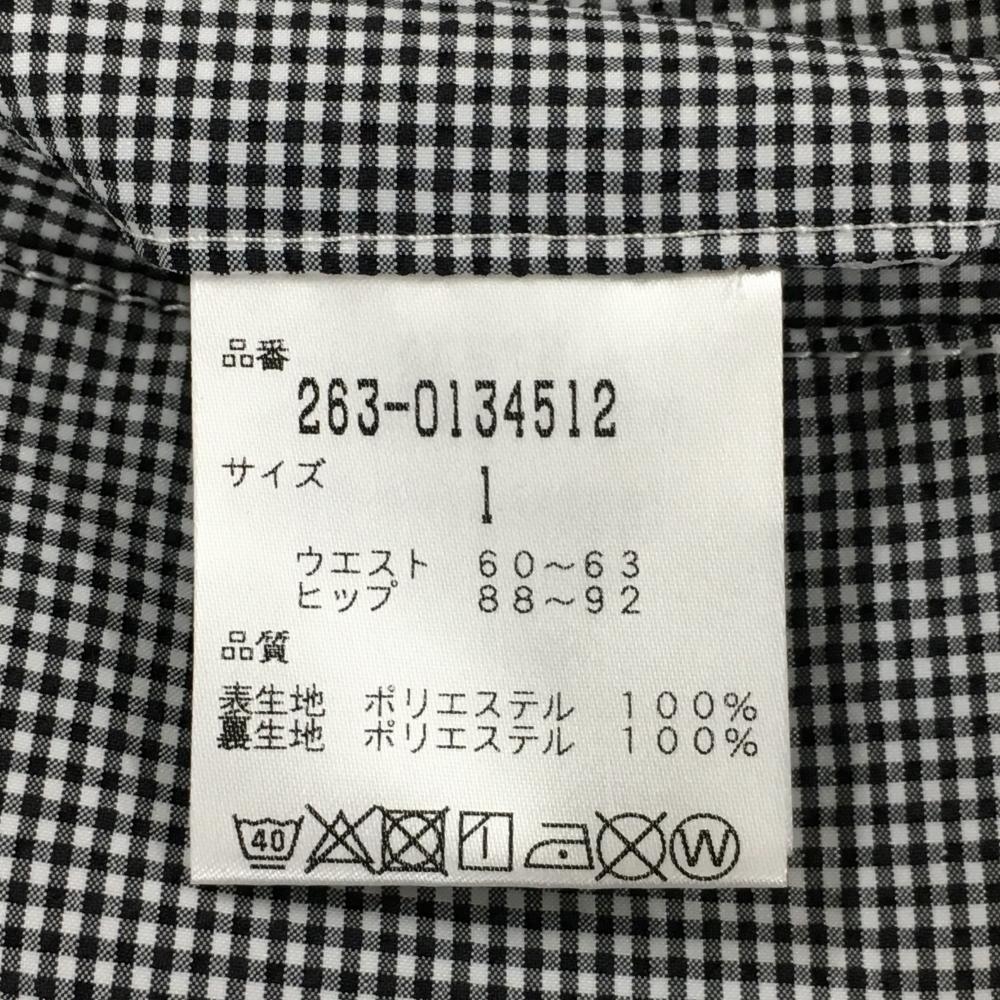 品番
263-0134512
サイズ
1
ウエスト 60~63
ヒップ 88~92
品質
表生地 ポリエステル 100%
裏生地 ポリエステル 100%
40 W